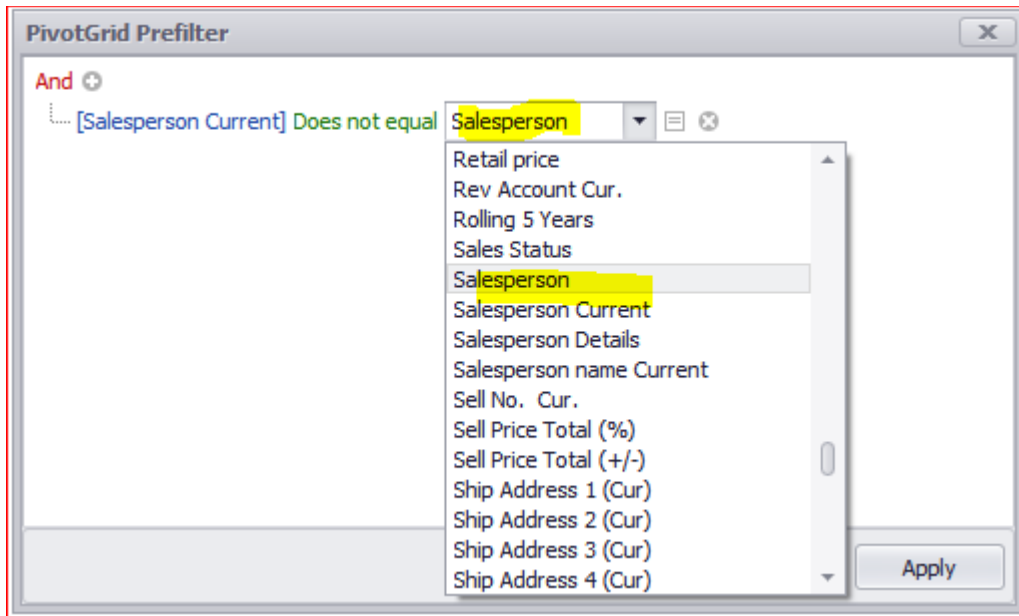 PivotGrid Prefilter
And
[Salesperson Current] Does not equal Salesperson
Retail price
Rev Account Cur.
Rolling 5 Years
Sales Status
Salesperson
Salesperson Current
Salesperson Details
Salesperson name Current
Sell No.  Cur.
Sell Price Total (%)
Sell Price Total (+/-)
Ship Address 1 (Cur)
Ship Address 2 (Cur)
Ship Address 3 (Cur)
Ship Address 4 (Cur)
Apply